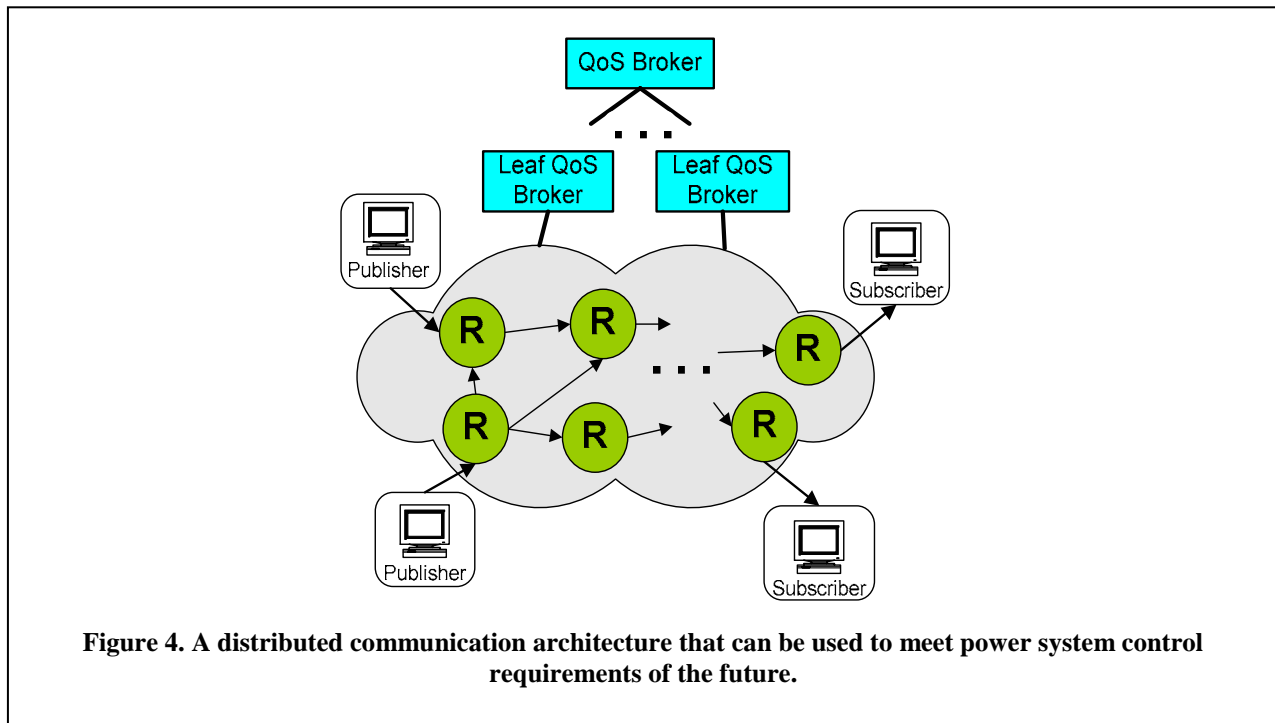 QoS Broker
. . .
Leaf QoS
Broker
Leaf QoS
Broker
Publisher
Subscriber
R
R
R
. . .
R
R
R
Publisher
Subscriber
Figure 4. A distributed communication architecture that can be used to meet power system control
requirements of the future.